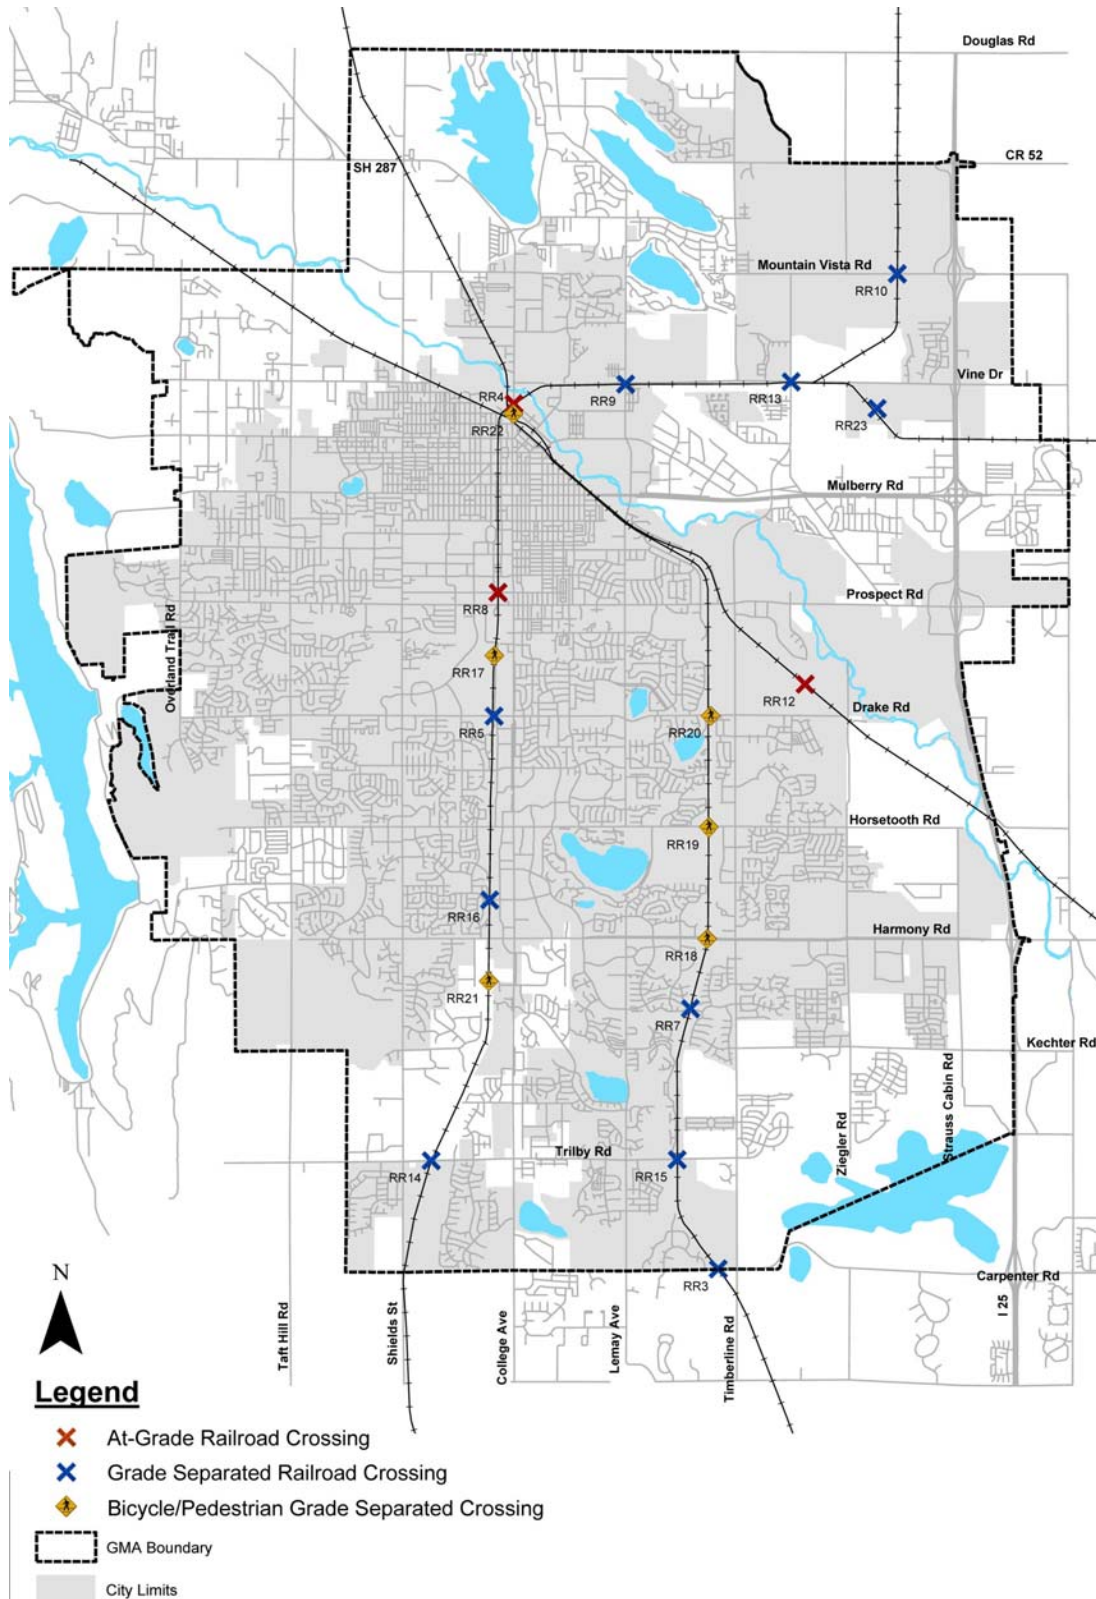 Douglas Rd
CR 52
SH 287
Mountain Vista Rd
RR10
Vine Dr
RR4
RR9
RR13
RR23
RR22
Mulberry Rd
Prospect Rd
RR8
Overland Trail Rd
RR17
RR12
Drake Rd
RR5
RR20
Horsetooth Rd
RR19
RR16
Harmony Rd
RR18
RR21
RR7
Kechter Rd
Strauss Cabin Rd
Ziegler Rd
Trilby Rd
RR14
RR15
N
RR3
Carpenter Rd
I 25
Taft Hill Rd
Shields St
College Ave
Lemay Ave
Timberline Rd
Legend
At-Grade Railroad Crossing
Grade Separated Railroad Crossing
Bicycle/Pedestrian Grade Separated Crossing
GMA Boundary
City Limits